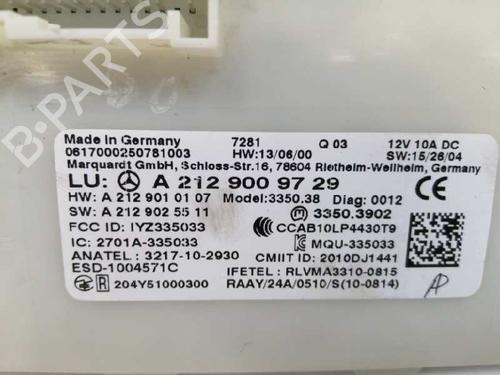 B-PARTS
Made in Germany 7281 Q 03 12V 10A DC
0617000250781003 HW:13/06/00 SW:15/26/04
Marquardt GmbH, Schloss-Str.16, 78604 Rietheim-Weilheim, Germany
LU: A 212 900 97 29 CE
HW: A 212 901 01 07 Model:3350.38 Diag: 0012
SW: A 212 902 55 11 3350.3902
FCC ID: IYZ335033 CCAB10LP4430T9
IC: 2701A-335033 MQU-335033
ANATEL: 3217-10-2930 CMIIT ID: 2010DJ1441
ESD-1004571C IFETEL: RLVMA3310-0815
R 204Y51000300 RAAY/24A/0510/S(10-0814)